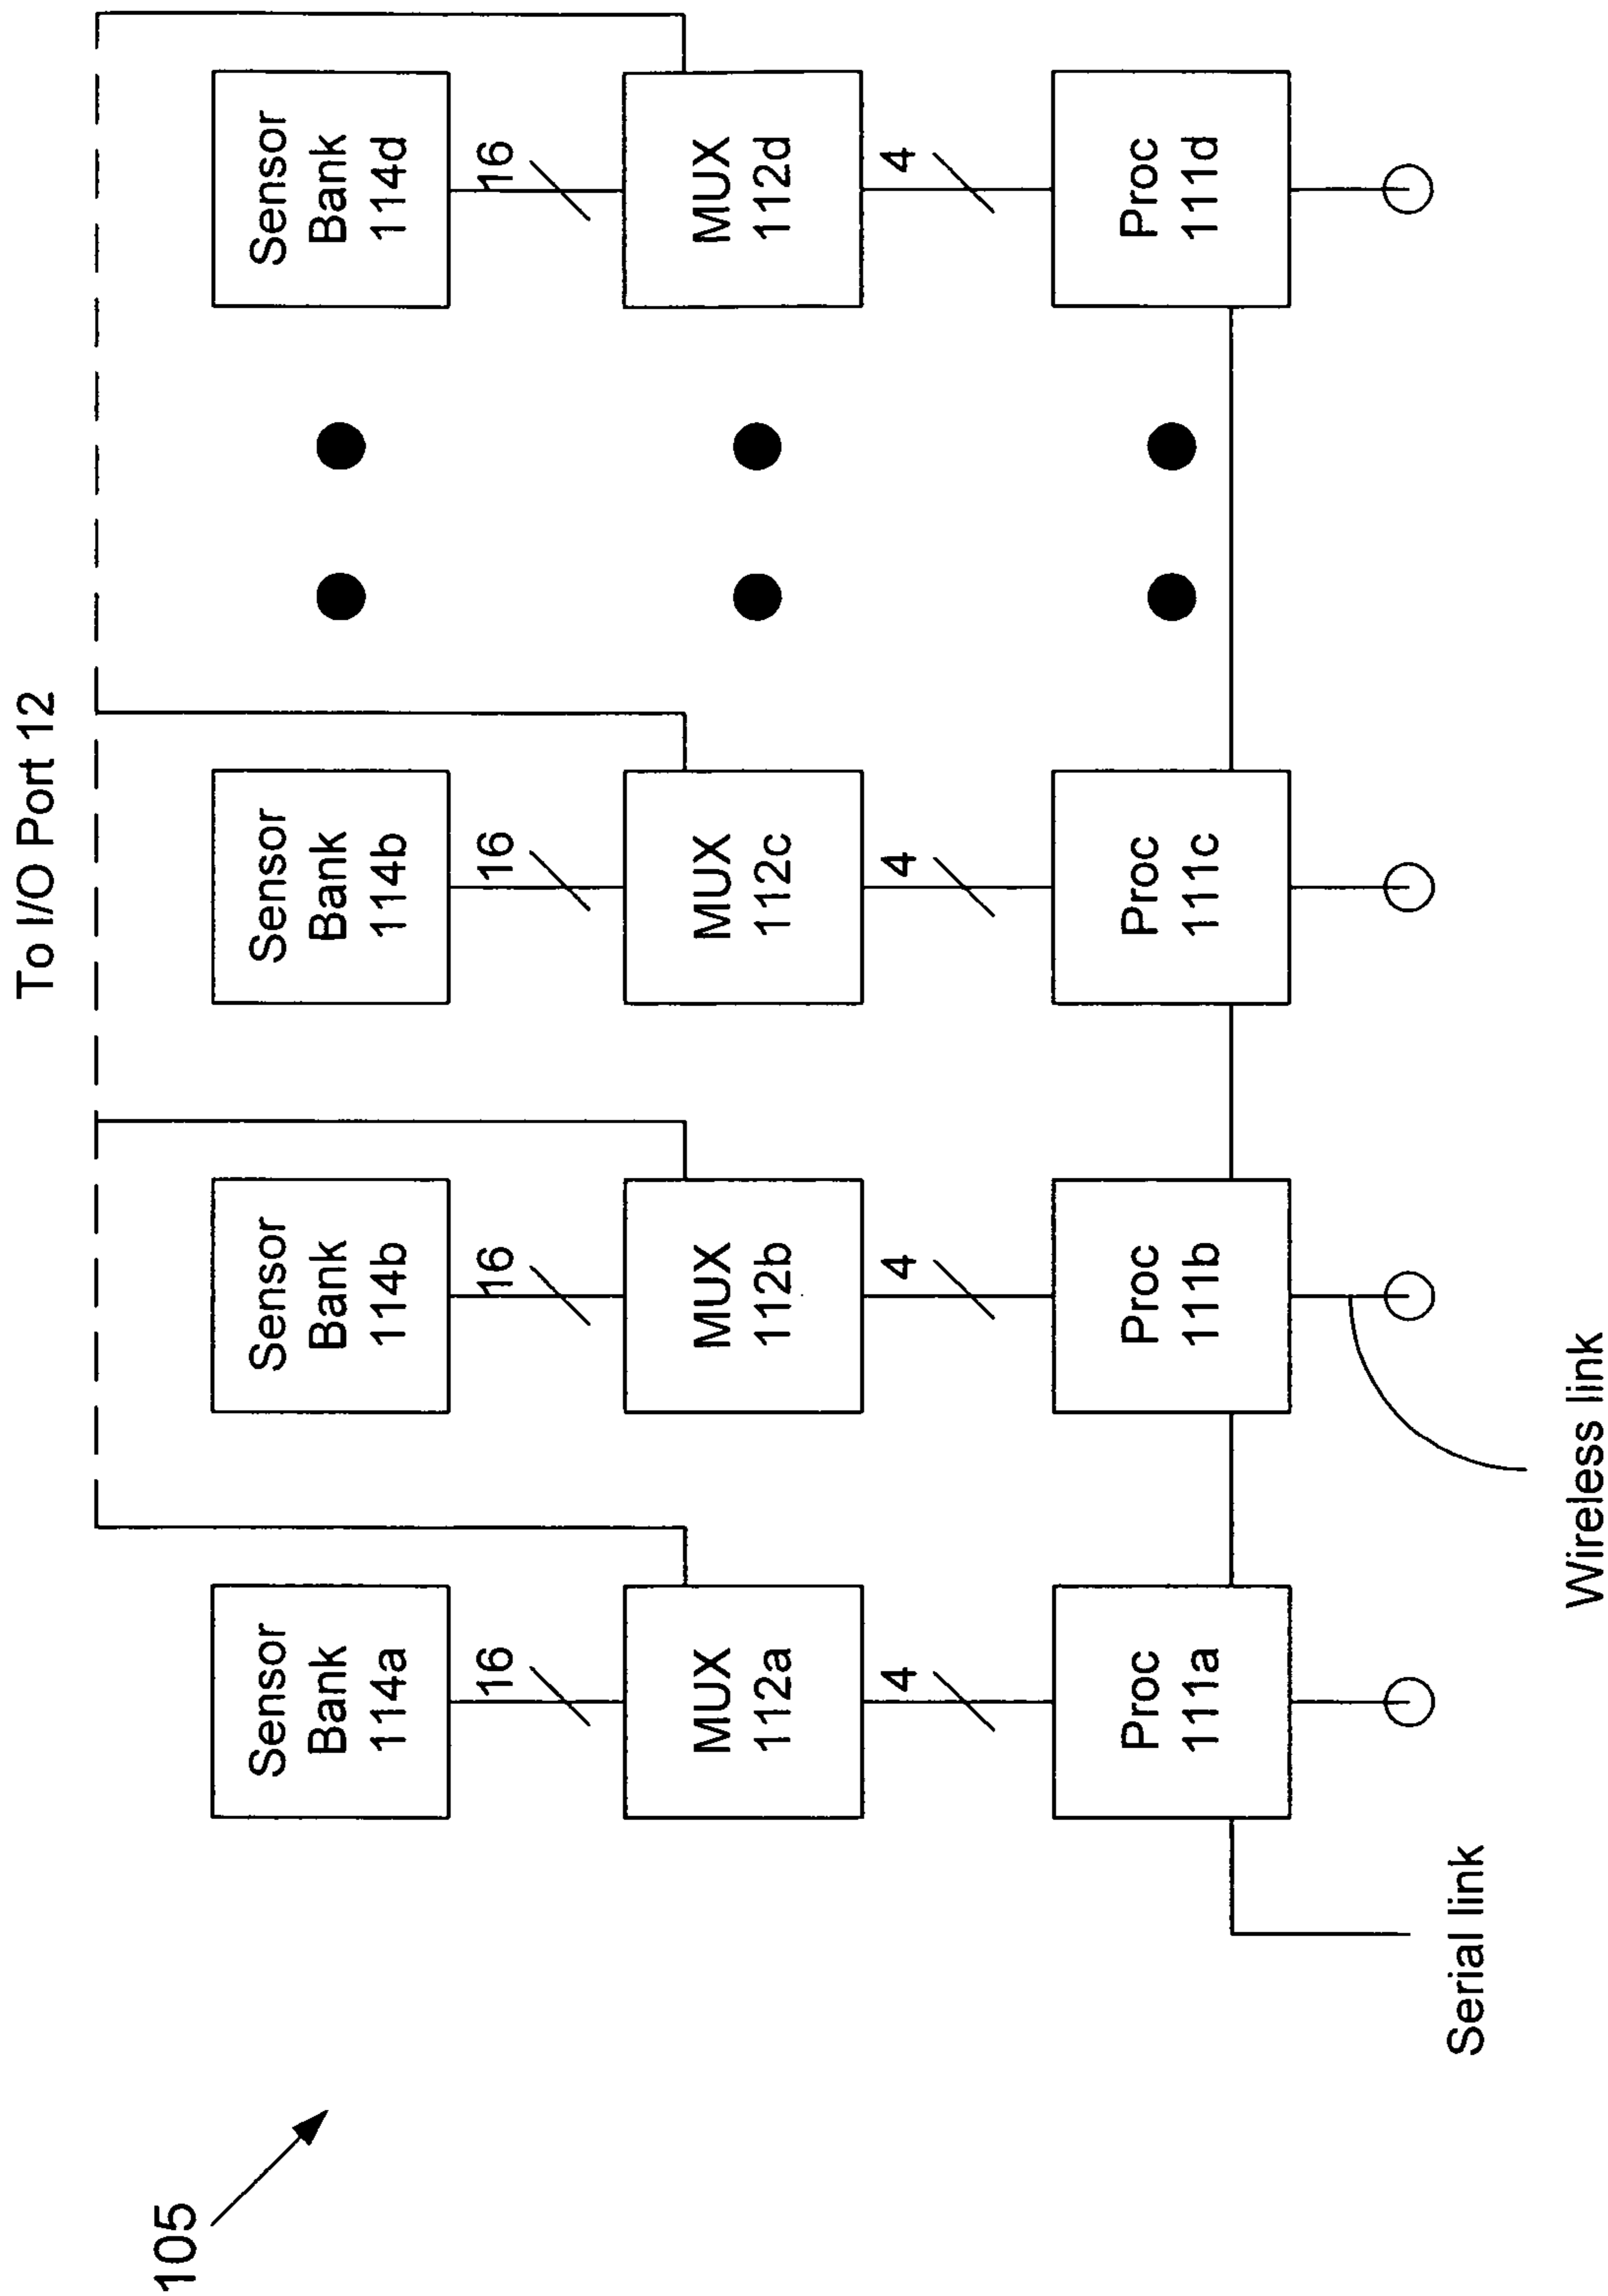 105
To I/O Port 12
Sensor
Bank
114a
Sensor
Bank
114b
Sensor
Bank
114b
Sensor
Bank
114d
16
16
16
16
MUX
112a
MUX
112b
MUX
112c
MUX
112d
4
4
4
4
Proc
111a
Proc
111b
Proc
111c
Proc
111d
Serial link
Wireless link